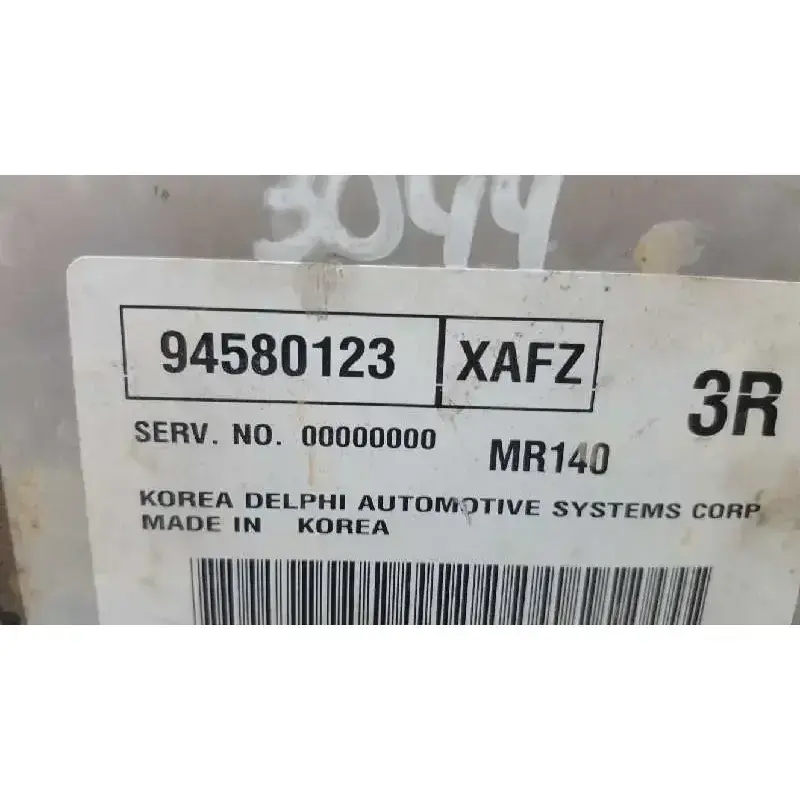 3044
94580123 XAFZ 3R
SERV. NO. 00000000 MR140
KOREA DELPHI AUTOMOTIVE SYSTEMS CORP
MADE IN KOREA